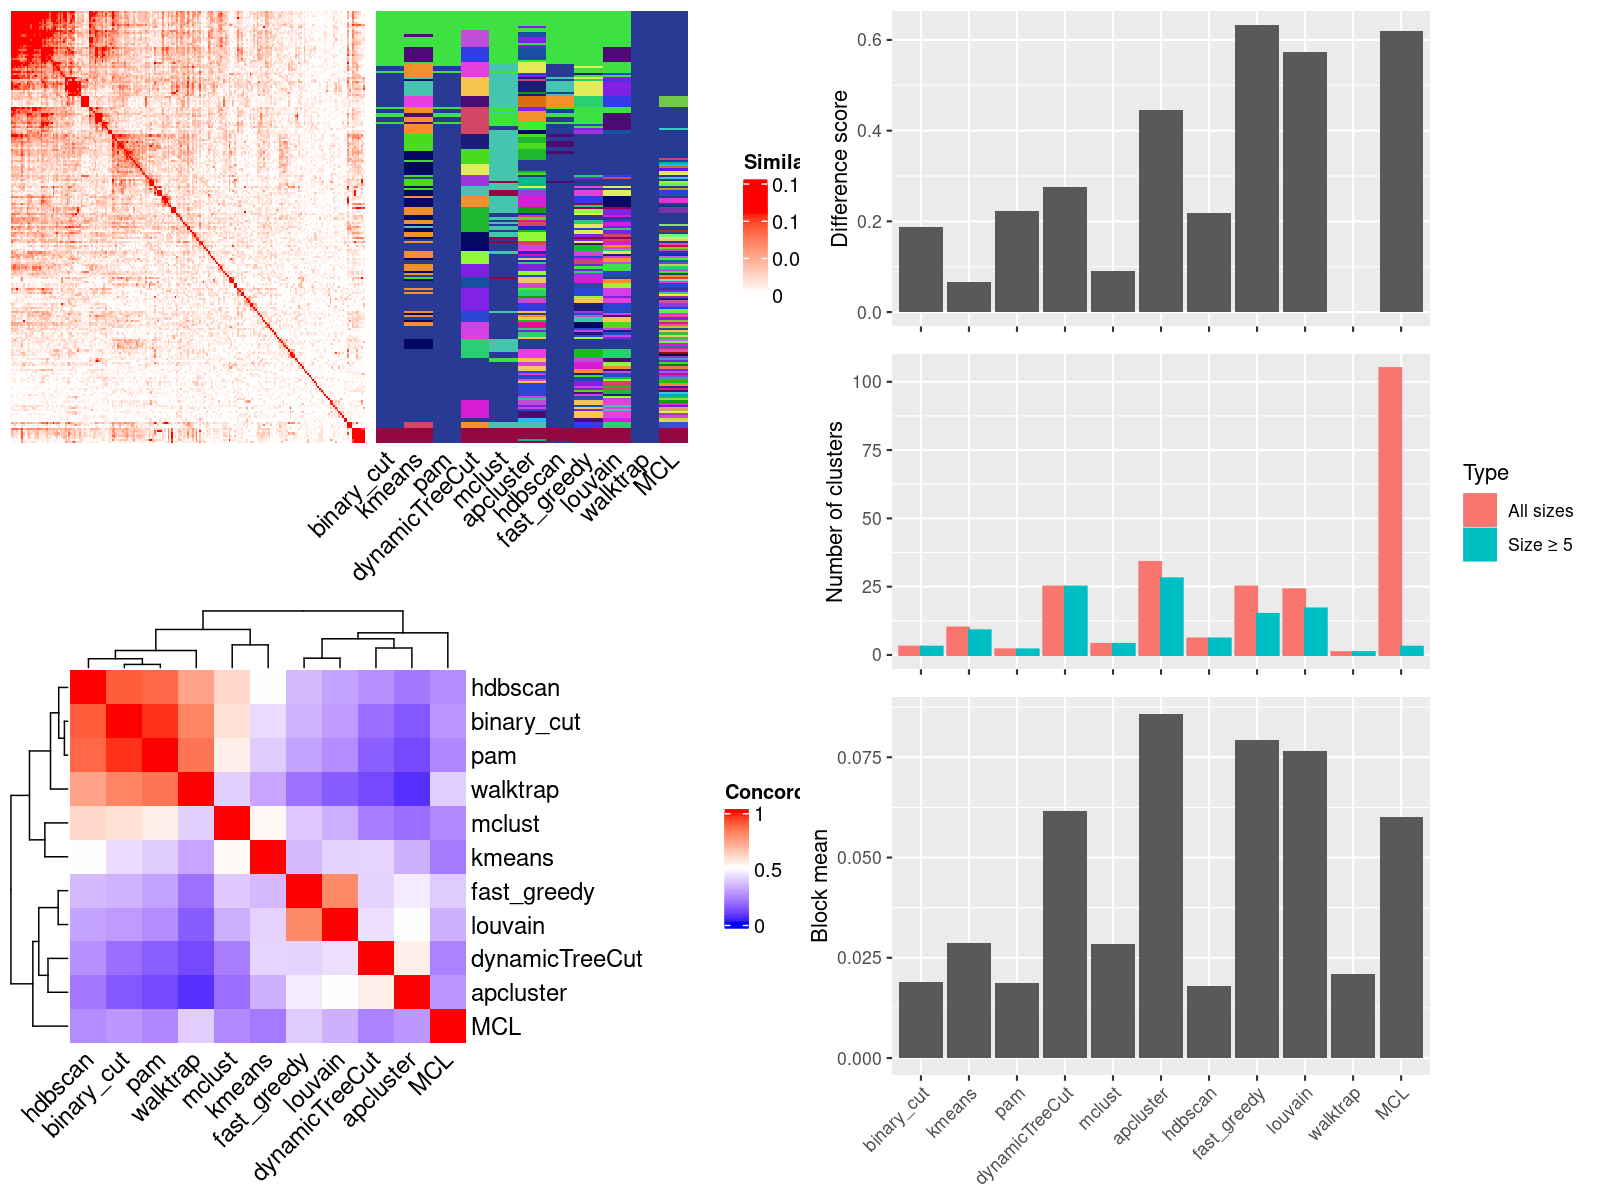 Simila
0.1
0.1
0.0
0
binary_cut
kmeans
pam
dynamicTreeCut
mclust
apcluster
hdbscan
fast_greedy
louvain
walktrap
MCL
hdbscan
binary_cut
pam
walktrap
mclust
kmeans
fast_greedy
louvain
dynamicTreeCut
apcluster
MCL
hdbscan
binary_cut
pam
walktrap
mclust
kmeans
fast_greedy
louvain
dynamicTreeCut
apcluster
MCL
Concord
1
0.5
0
Difference score
0.6
0.4
0.2
0.0
Number of clusters
100
75
50
25
0
Type
All sizes
Size ≥ 5
Block mean
0.075
0.050
0.025
0.000
binary_cut
kmeans
pam
dynamicTreeCut
mclust
apcluster
hdbscan
fast_greedy
louvain
walktrap
MCL